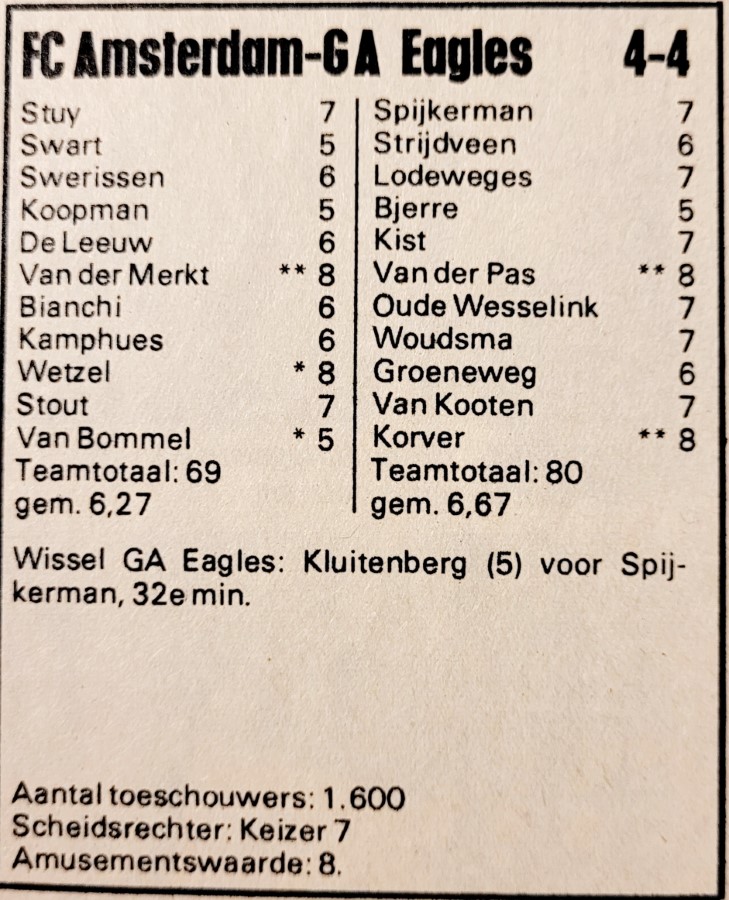 FC Amsterdam-GA Eagles 4-4
Stuy 7
Swart 5
Swerissen 6
Koopman 5
De Leeuw 6
Van der Merkt ** 8
Bianchi 6
Kamphues 6
Wetzel * 8
Stout 7
Van Bommel * 5
Teamtotaal: 69
gem. 6,27
Spijkerman 7
Strijdveen 6
Lodeweges 7
Bjerre 5
Kist 7
Van der Pas ** 8
Oude Wesselink 7
Woudsma 7
Groeneweg 6
Van Kooten 7
Korver ** 8
Teamtotaal: 80
gem. 6,67
Wissel GA Eagles: Kluitenberg (5) voor Spij-
kerman, 32e min.
Aantal toeschouwers: 1.600
Scheidsrechter: Keizer 7
Amusementswaarde: 8.